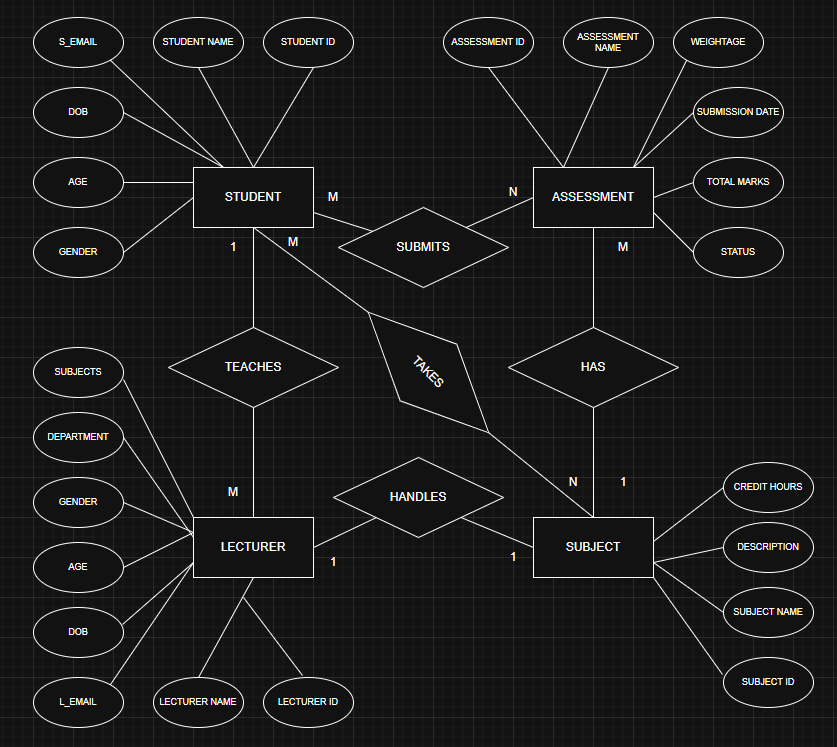 S_EMAIL
STUDENT NAME
STUDENT ID
ASSESSMENT ID
ASSESSMENT
NAME
WEIGHTAGE
DOB
SUBMISSION DATE
AGE
TOTAL MARKS
STUDENT
M
N
ASSESSMENT
GENDER
1
M
SUBMITS
M
STATUS
SUBJECTS
TEACHES
TAKES
HAS
DEPARTMENT
M
N
1
CREDIT HOURS
GENDER
HANDLES
LECTURER
1
1
SUBJECT
DESCRIPTION
AGE
SUBJECT NAME
DOB
SUBJECT ID
L_EMAIL
LECTURER NAME
LECTURER ID